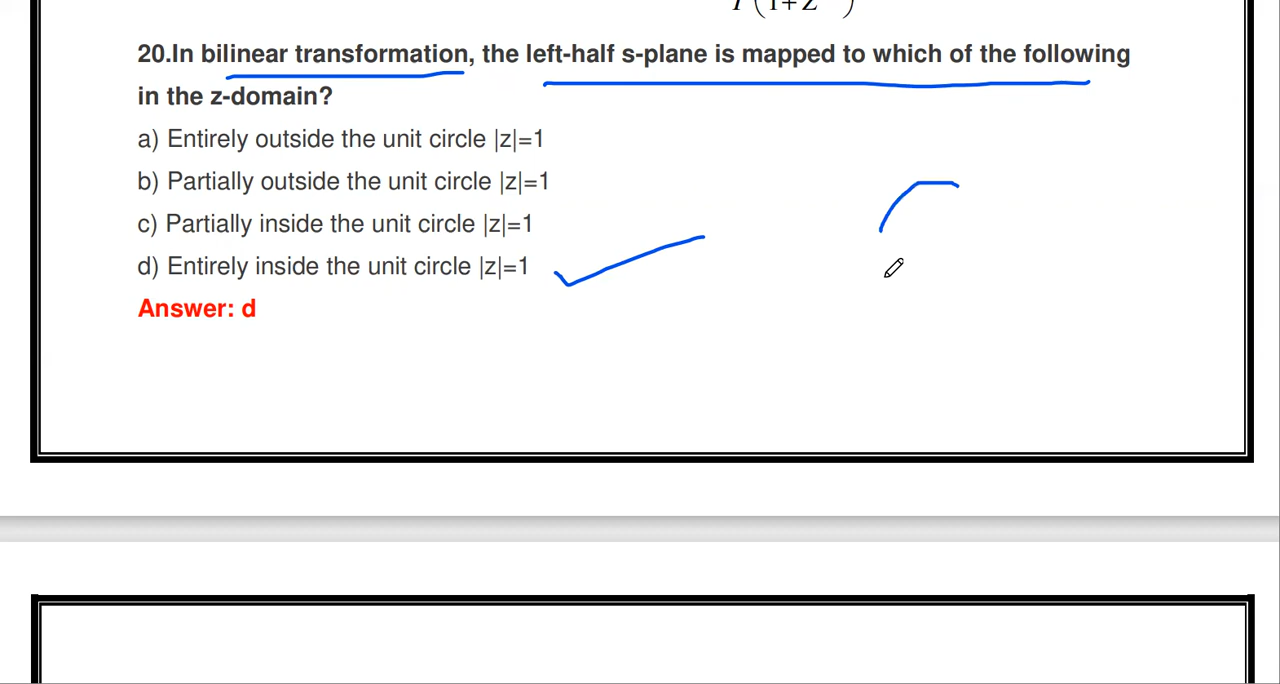 20.In bilinear transformation, the left-half s-plane is mapped to which of the following
in the z-domain?
a) Entirely outside the unit circle |z|=1
b) Partially outside the unit circle |z|=1
c) Partially inside the unit circle |z|=1
d) Entirely inside the unit circle |z|=1
Answer: d